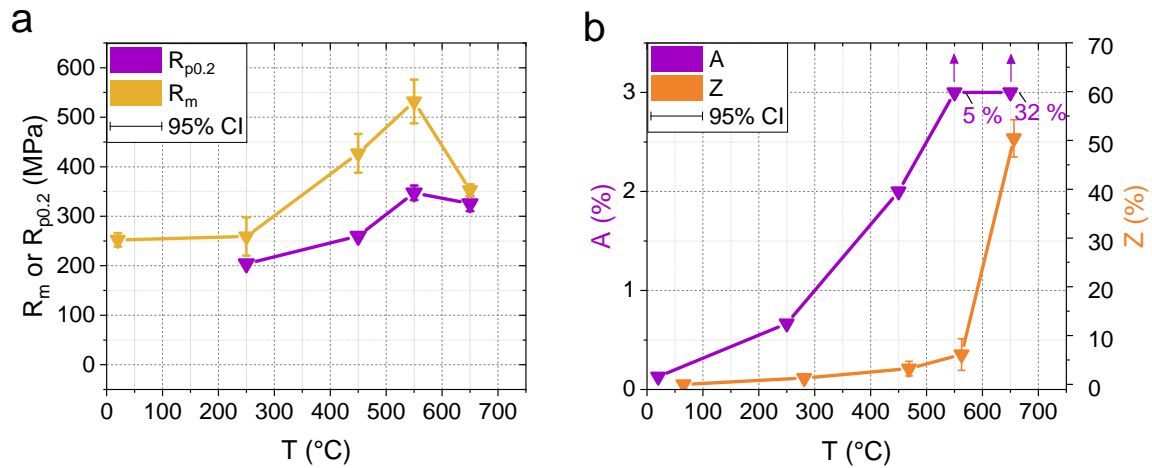 a
R_m or R_p0.2 (MPa)
600
500
400
300
200
100
0
R_p0.2
R_m
95% CI
0 100 200 300 400 500 600 700
T (°C)
b
A (%)
3
2
1
0
A
Z
95% CI
5 %
32 %
70
60
50
40
30
20
10
0
Z (%)
0 100 200 300 400 500 600 700
T (°C)